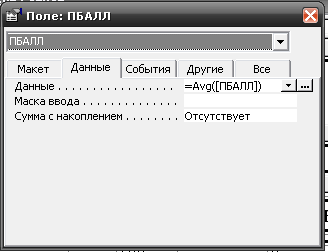 Поле: ПБАЛЛ
ПБАЛЛ
Макет Данные События Другие Все
Данные . . . . . . . . . . . . . . . . . . =Avg([ПБАЛЛ])
Маска ввода . . . . . . . . . . . . .
Сумма с накоплением . . . . . . . . Отсутствует